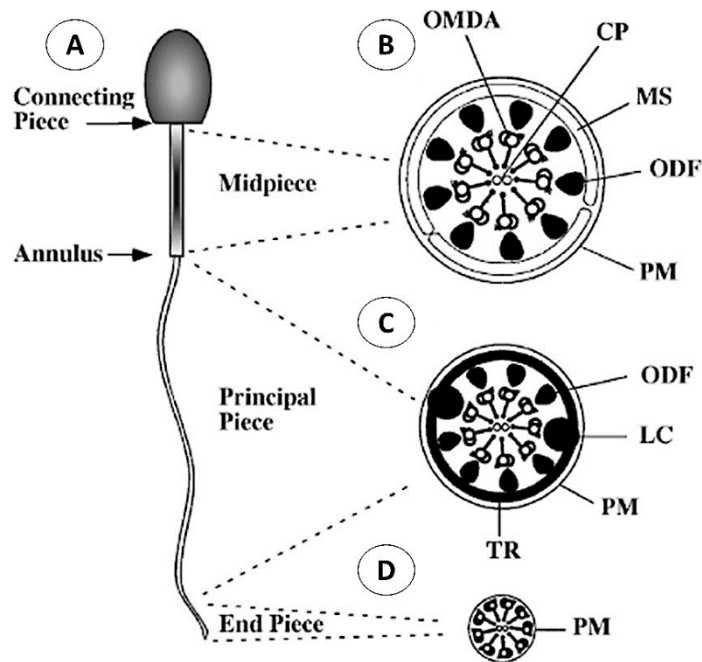 A
Connecting
Piece
Midpiece
Annulus
Principal
Piece
End Piece
B
OMDA
CP
MS
ODF
PM
C
ODF
LC
PM
TR
D
PM